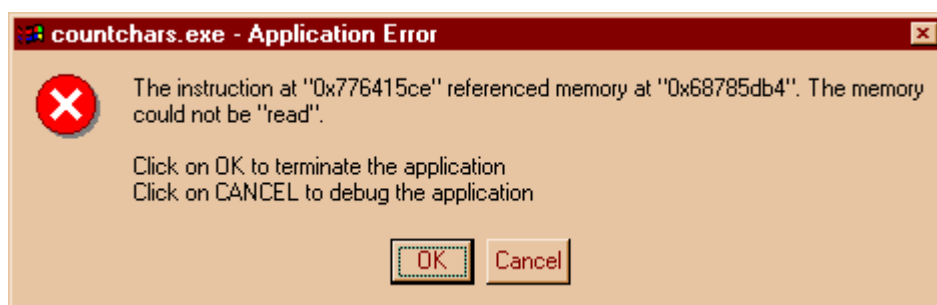 countchars.exe - Application Error
The instruction at "0x776415ce" referenced memory at "0x68785db4". The memory
could not be "read".
Click on OK to terminate the application
Click on CANCEL to debug the application
OK Cancel